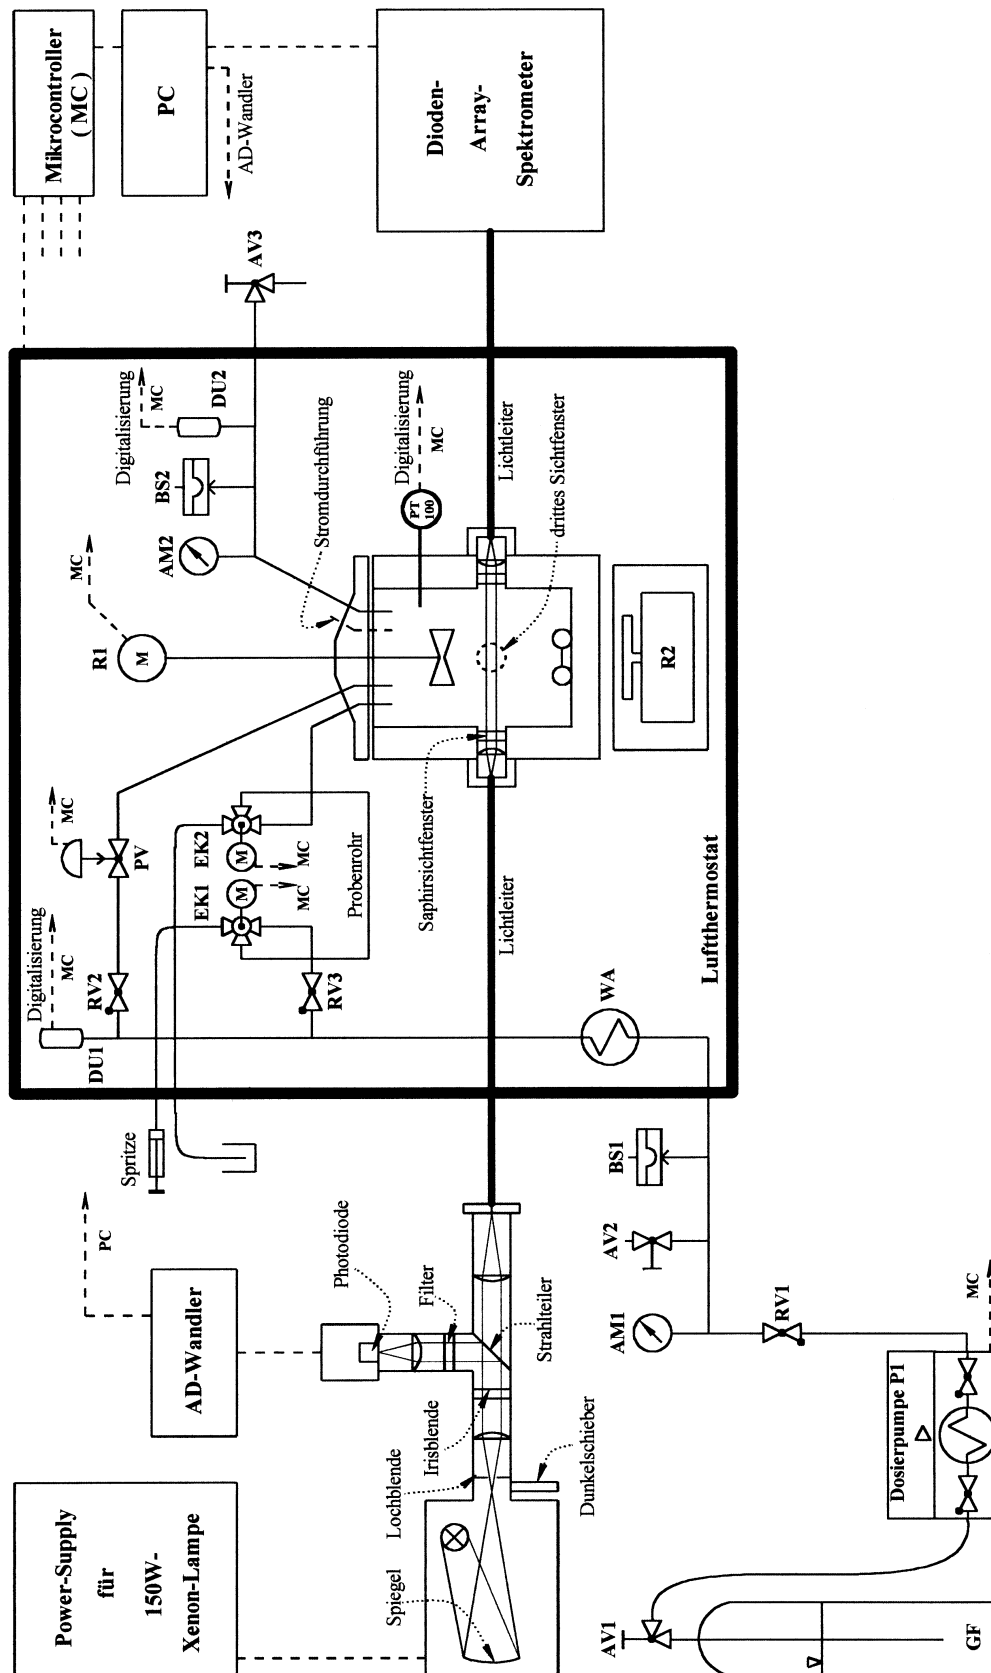 Power-Supply
für
150W-
Xenon-Lampe
AD-Wandler
PC
Spritze
Mikrocontroller
( MC )
PC
AD-Wandler
Dioden-
Array-
Spektrometer
Spiegel
Lochblende
Irisblende
Dunkelschieber
Strahlteiler
Filter
Photodiode
Digitalisierung
MC
DU1
RV2
PV
MC
R1
M
MC
AM2
BS2
Digitalisierung
MC
DU2
AV3
EK1
M
MC
EK2
M
MC
RV3
Probenrohr
Stromdurchführung
PT
100
Digitalisierung
MC
Saphirsichtfenster
drittes Sichtfenster
Lichtleiter
Lichtleiter
WA
R2
Luftthermostat
AV1
GF
Dosierpumpe P1
MC
RV1
AM1
AV2
BS1